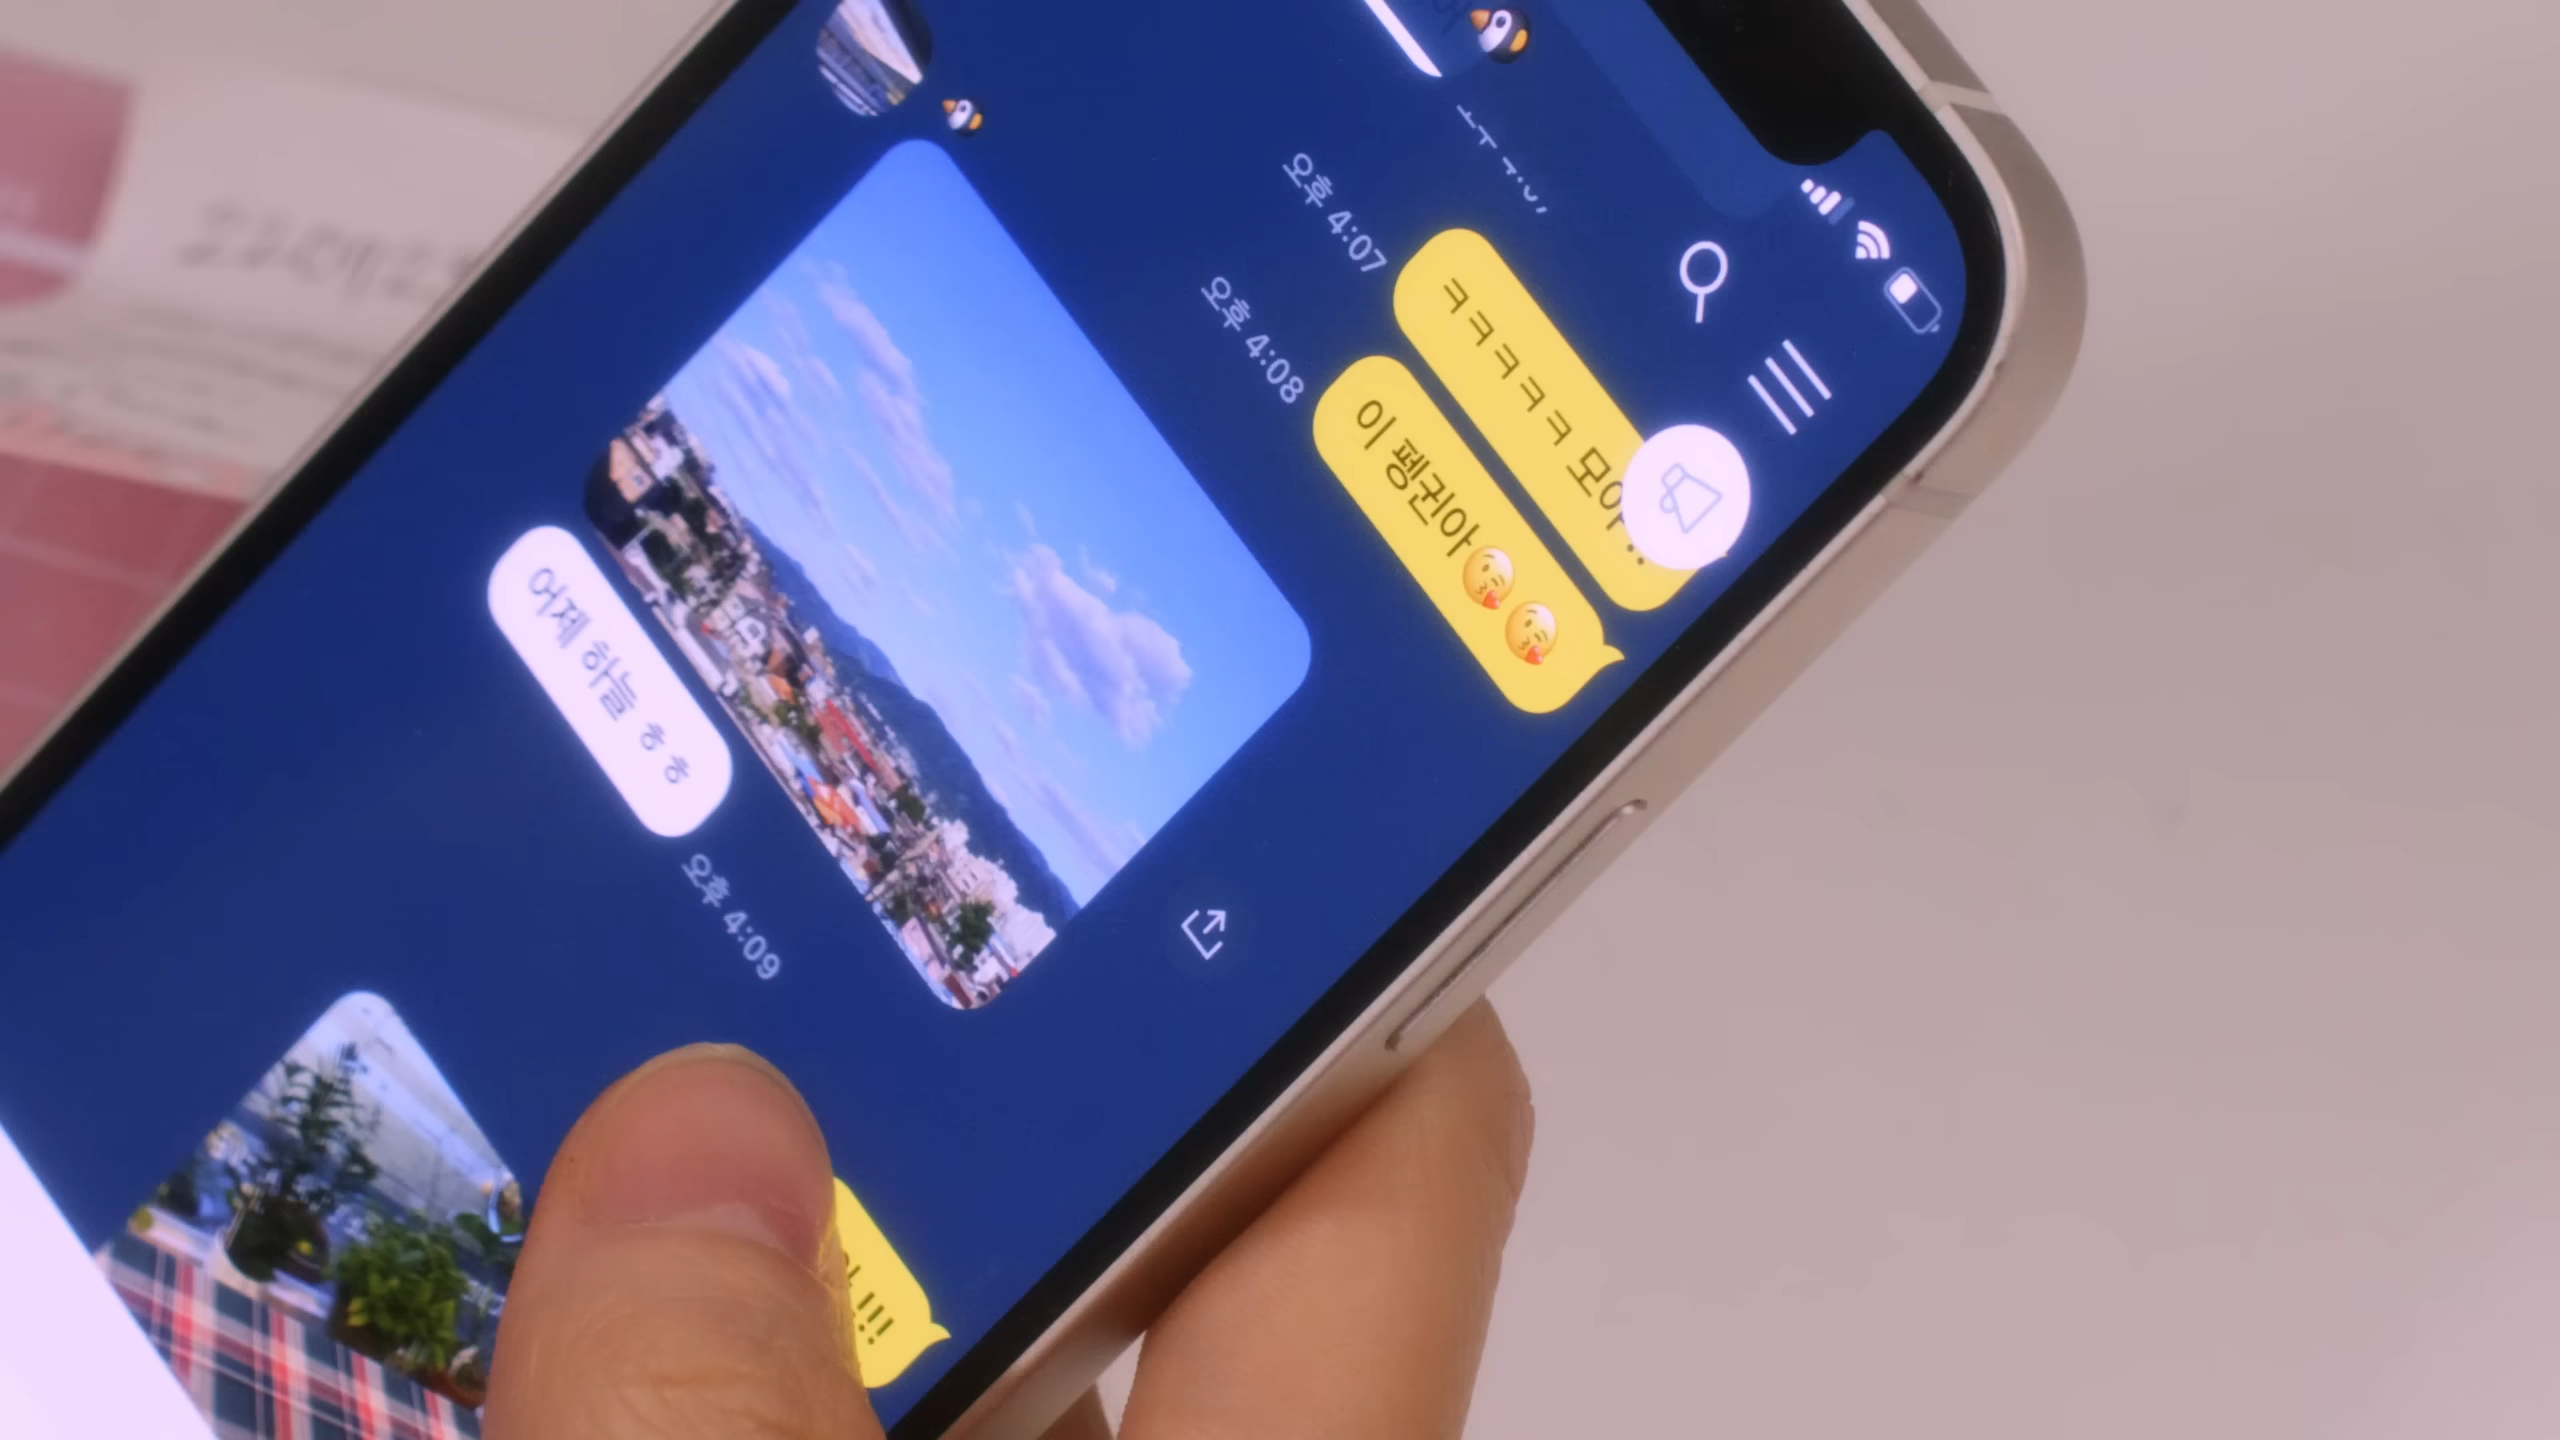 오후 4:07
ㅋㅋㅋㅋㅋ 모야
오후 4:08
이 펭귄아😘😘
어제 하늘 ㅎㅎ
오후 4:09
!!!